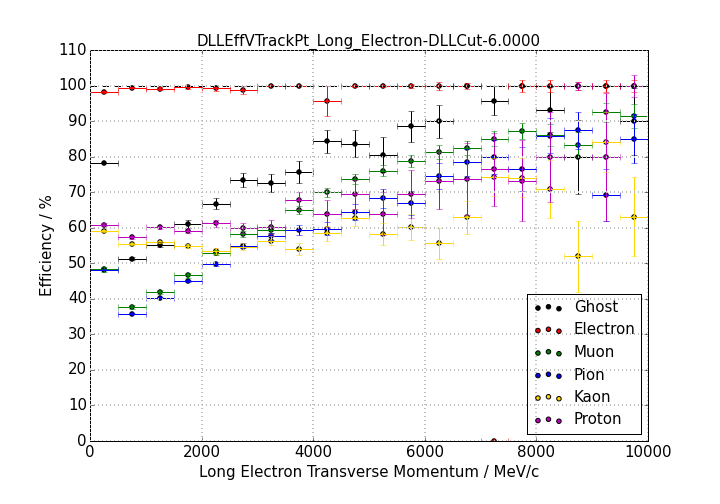 DLLEffVTrackPt_Long_Electron-DLLCut-6.0000
110
100
90
80
70
60
50
40
30
20
10
0
Efficiency / %
Ghost
Electron
Muon
Pion
Kaon
Proton
0 2000 4000 6000 8000 10000
Long Electron Transverse Momentum / MeV/c